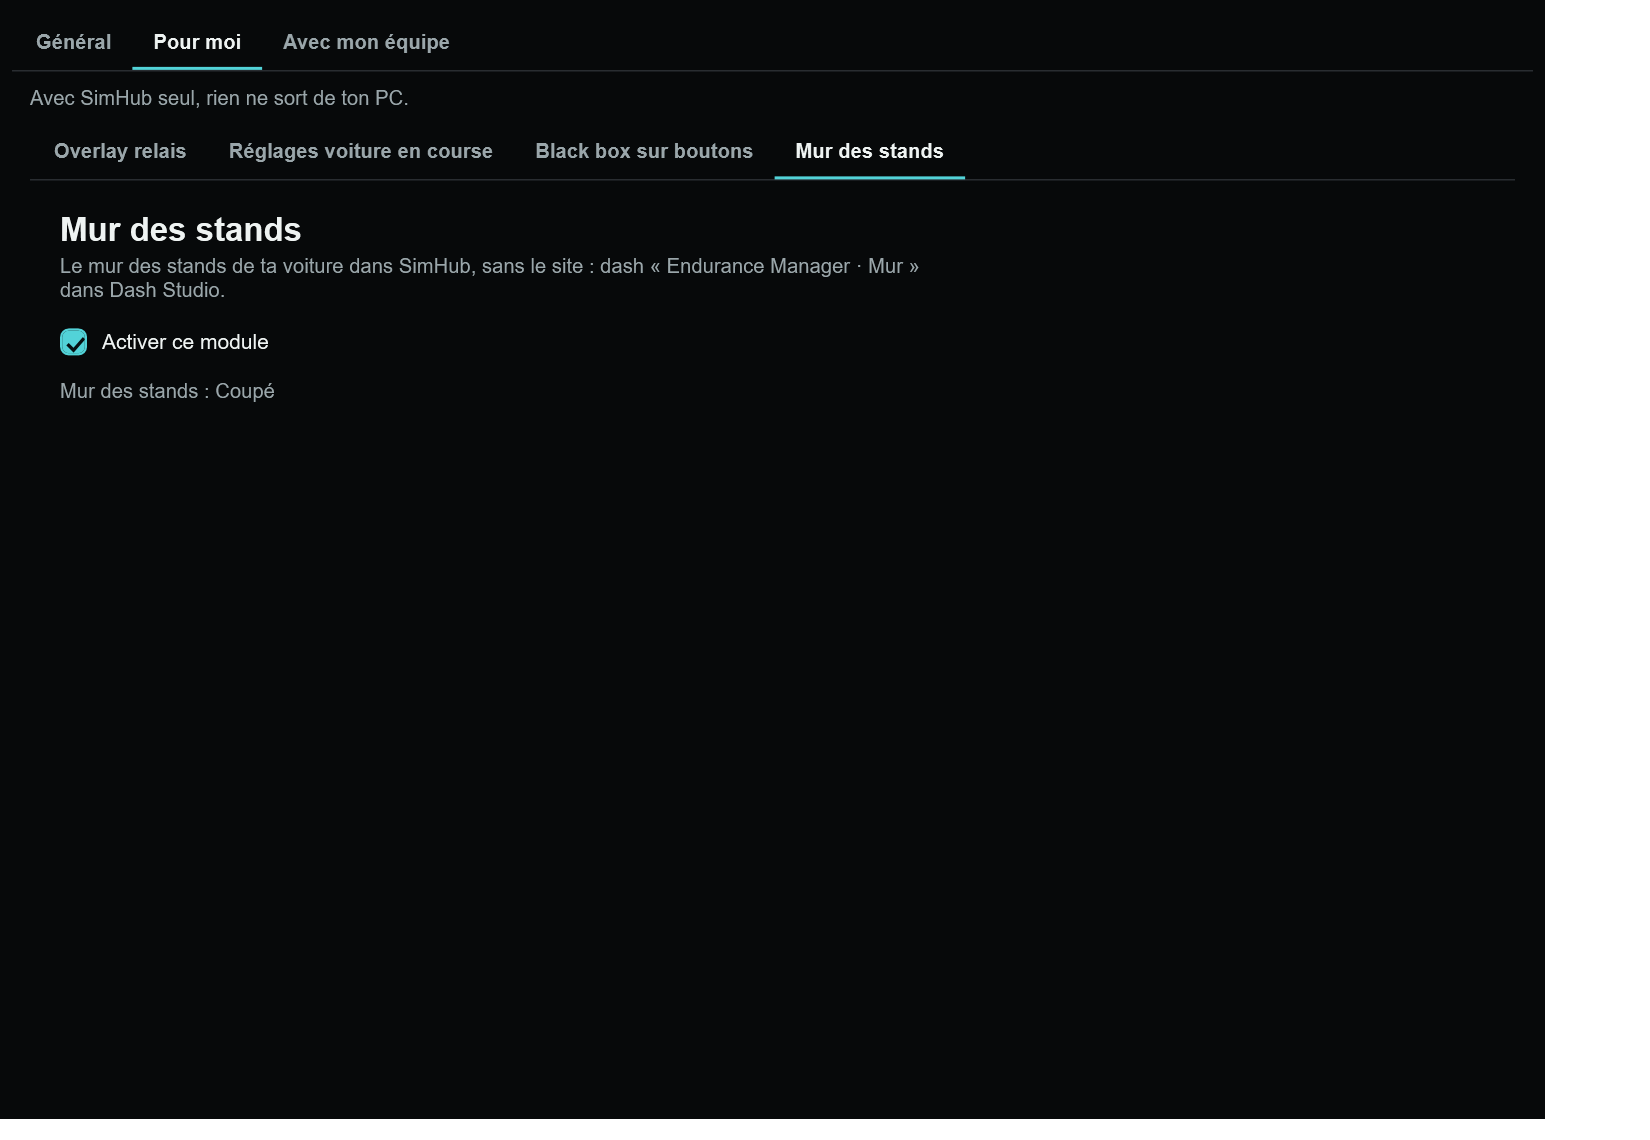 Général Pour moi Avec mon équipe
Avec SimHub seul, rien ne sort de ton PC.
Overlay relais Réglages voiture en course Black box sur boutons Mur des stands
Mur des stands
Le mur des stands de ta voiture dans SimHub, sans le site : dash « Endurance Manager · Mur »
dans Dash Studio.
Activer ce module
Mur des stands : Coupé